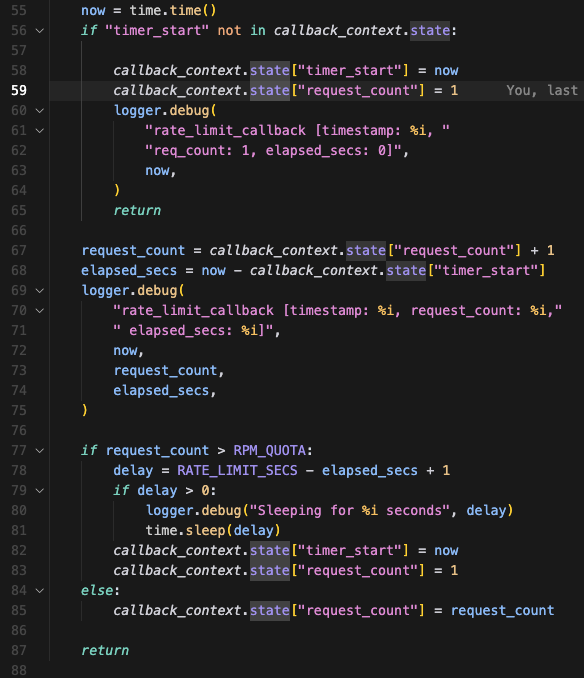 55 now = time.time()
56 if "timer_start" not in callback_context.state:
57
58 callback_context.state["timer_start"] = now
59 callback_context.state["request_count"] = 1 You, last
60 logger.debug(
61 "rate_limit_callback [timestamp: %i, "
62 "req_count: 1, elapsed_secs: 0]",
63 now,
64 )
65 return
66
67 request_count = callback_context.state["request_count"] + 1
68 elapsed_secs = now - callback_context.state["timer_start"]
69 logger.debug(
70 "rate_limit_callback [timestamp: %i, request_count: %i,"
71 " elapsed_secs: %i]",
72 now,
73 request_count,
74 elapsed_secs,
75 )
76
77 if request_count > RPM_QUOTA:
78 delay = RATE_LIMIT_SECS - elapsed_secs + 1
79 if delay > 0:
80 logger.debug("Sleeping for %i seconds", delay)
81 time.sleep(delay)
82 callback_context.state["timer_start"] = now
83 callback_context.state["request_count"] = 1
84 else:
85 callback_context.state["request_count"] = request_count
86
87 return
88